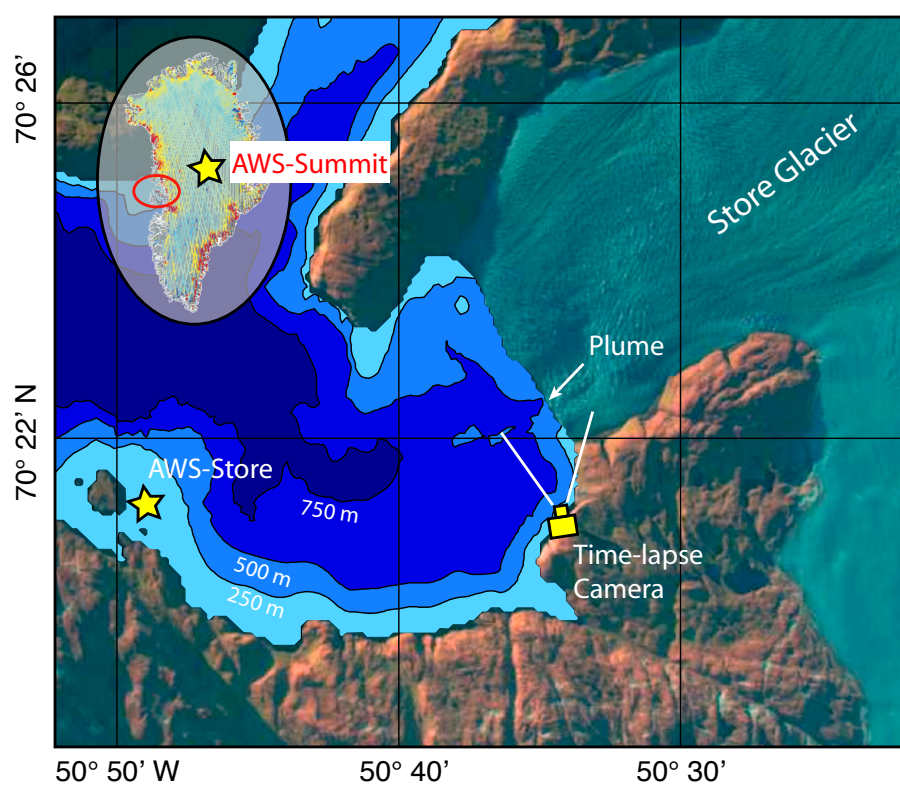 70° 26’
AWS-Summit
Store Glacier
Plume
70° 22’ N
AWS-Store
750 m
500 m
250 m
Time-lapse
Camera
50° 50’ W
50° 40’
50° 30’